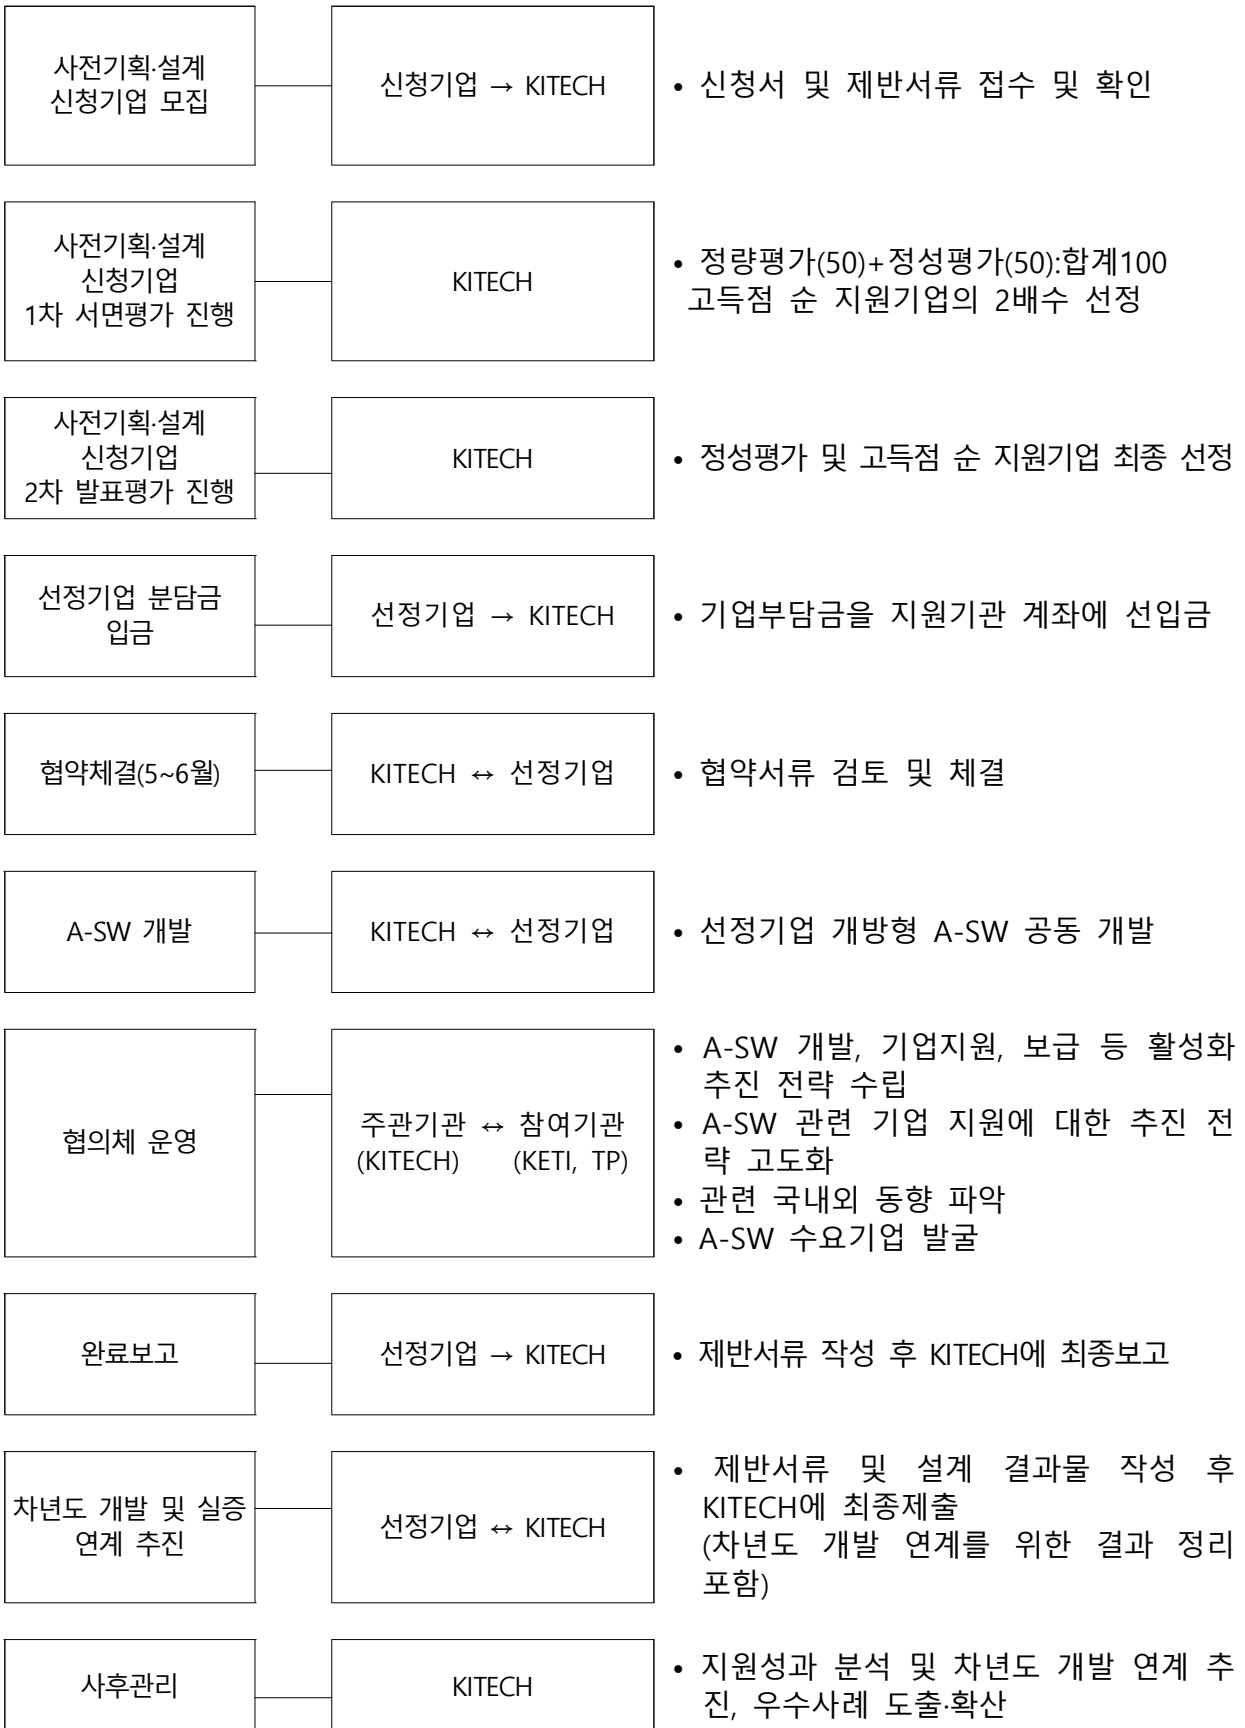 사전기획·설계
신청기업 모집
신청기업 → KITECH
• 신청서 및 제반서류 접수 및 확인
사전기획·설계
신청기업
1차 서면평가 진행
KITECH
• 정량평가(50)+정성평가(50):합계100
고득점 순 지원기업의 2배수 선정
사전기획·설계
신청기업
2차 발표평가 진행
KITECH
• 정성평가 및 고득점 순 지원기업 최종 선정
선정기업 분담금
입금
선정기업 → KITECH
• 기업부담금을 지원기관 계좌에 선입금
협약체결(5~6월)
KITECH ↔ 선정기업
• 협약서류 검토 및 체결
A-SW 개발
KITECH ↔ 선정기업
• 선정기업 개방형 A-SW 공동 개발
협의체 운영
주관기관 ↔ 참여기관
(KITECH) (KETI, TP)
• A-SW 개발, 기업지원, 보급 등 활성화
추진 전략 수립
• A-SW 관련 기업 지원에 대한 추진 전
략 고도화
• 관련 국내외 동향 파악
• A-SW 수요기업 발굴
완료보고
선정기업 → KITECH
• 제반서류 작성 후 KITECH에 최종보고
차년도 개발 및 실증
연계 추진
선정기업 ↔ KITECH
• 제반서류 및 설계 결과물 작성 후
KITECH에 최종제출
(차년도 개발 연계를 위한 결과 정리
포함)
사후관리
KITECH
• 지원성과 분석 및 차년도 개발 연계 추
진, 우수사례 도출·확산